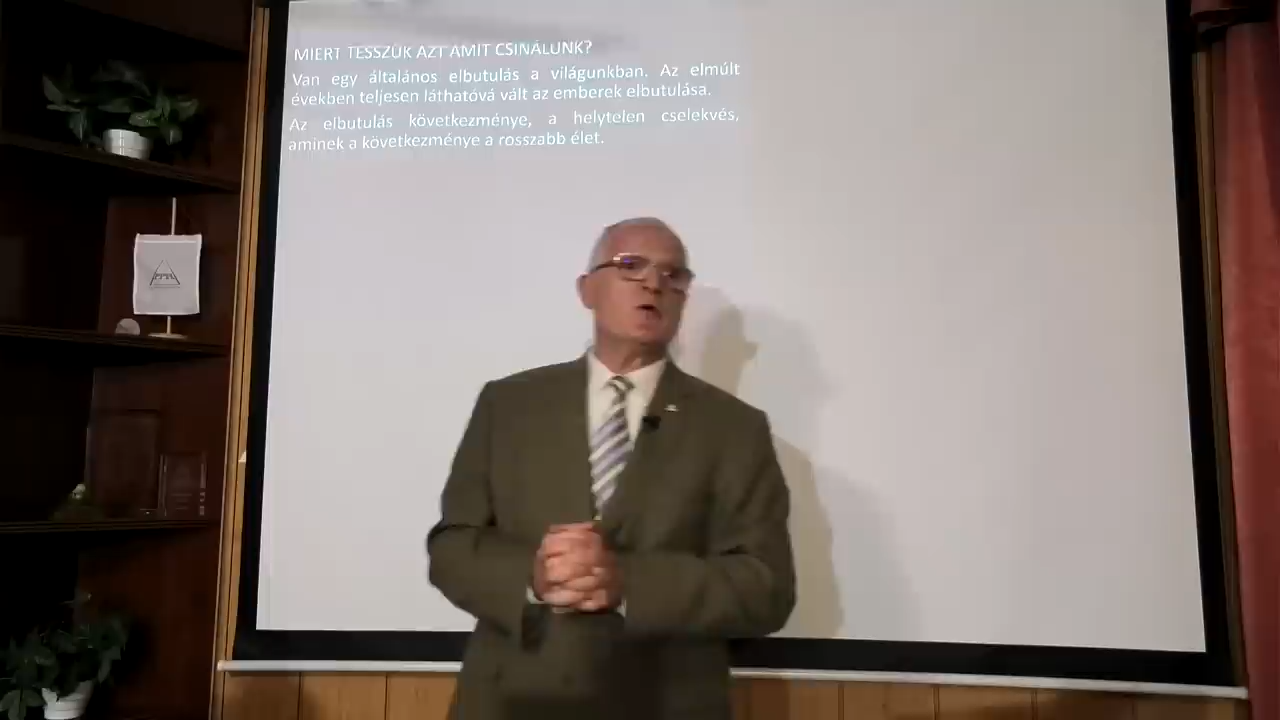 MIÉRT TESSZÜK AZT AMIT CSINÁLUNK?
Van egy általános elbutulás a világunkban. Az elmúlt
években teljesen láthatóvá vált az emberek elbutulása.
Az elbutulás következménye, a helytelen cselekvés,
aminek a következménye a rosszabb élet.